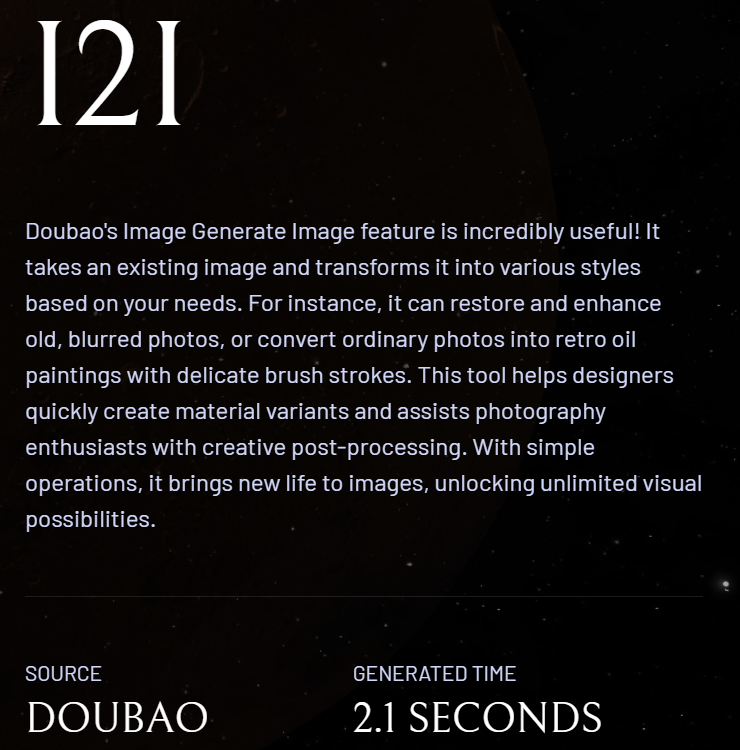 I2I
Doubao's Image Generate Image feature is incredibly useful! It
takes an existing image and transforms it into various styles
based on your needs. For instance, it can restore and enhance
old, blurred photos, or convert ordinary photos into retro oil
paintings with delicate brush strokes. This tool helps designers
quickly create material variants and assists photography
enthusiasts with creative post-processing. With simple
operations, it brings new life to images, unlocking unlimited visual
possibilities.
SOURCE
GENERATED TIME
DOUBAO
2.1 SECONDS